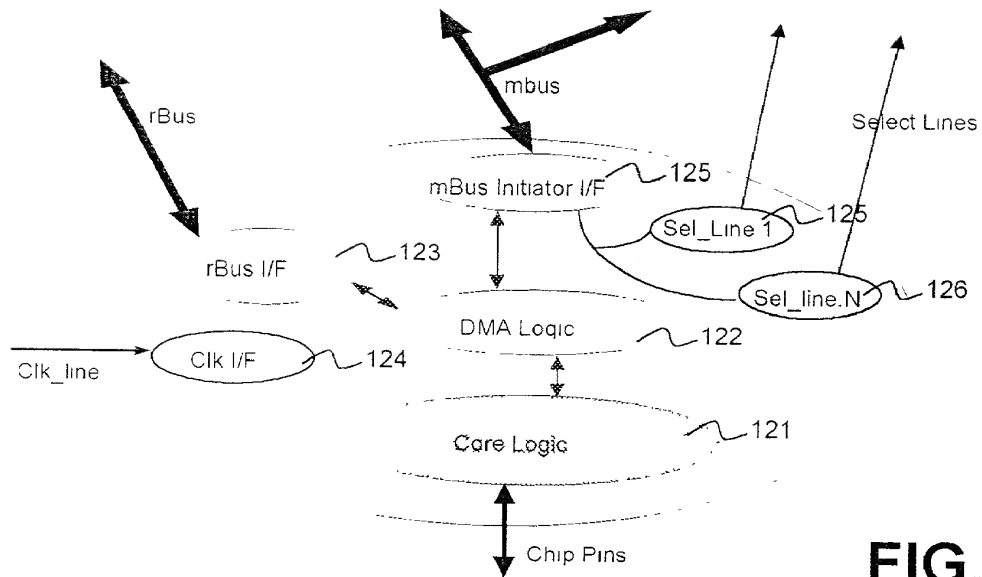 rBus
mbus
Select Lines
mBus Initiator I/F
125
Sel_Line 1
125
rBus I/F
123
Sel_line.N
126
DMA Logic
122
Clk_line
Clk I/F
124
Core Logic
121
Chip Pins
FIG.